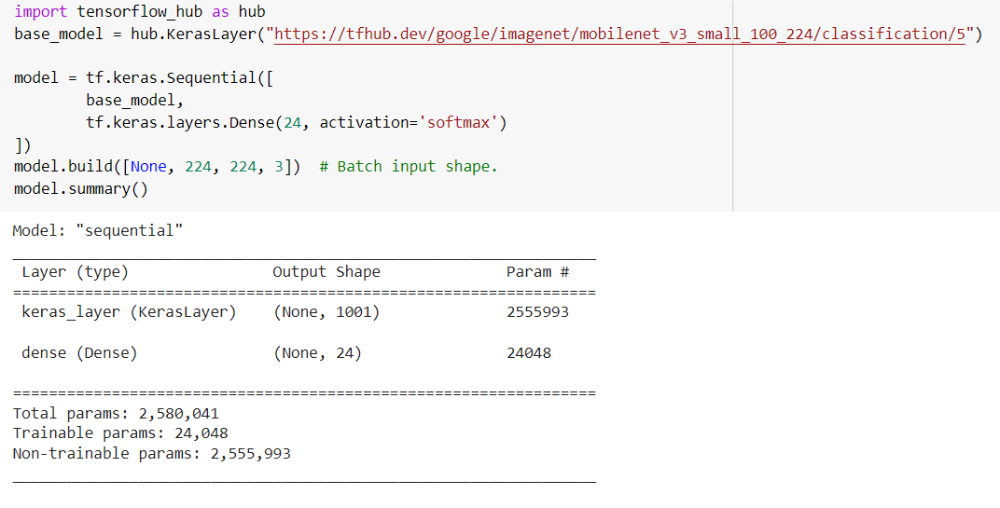 import tensorflow_hub as hub
base_model = hub.KerasLayer("https://tfhub.dev/google/imagenet/mobilenet_v3_small_100_224/classification/5")
model = tf.keras.Sequential([
        base_model,
        tf.keras.layers.Dense(24, activation='softmax')
])
model.build([None, 224, 224, 3])  # Batch input shape.
model.summary()
Model: "sequential"
_________________________________________________________________
 Layer (type)                Output Shape              Param #
=================================================================
 keras_layer (KerasLayer)    (None, 1001)              2555993
 dense (Dense)               (None, 24)                24048
=================================================================
Total params: 2,580,041
Trainable params: 24,048
Non-trainable params: 2,555,993
_________________________________________________________________